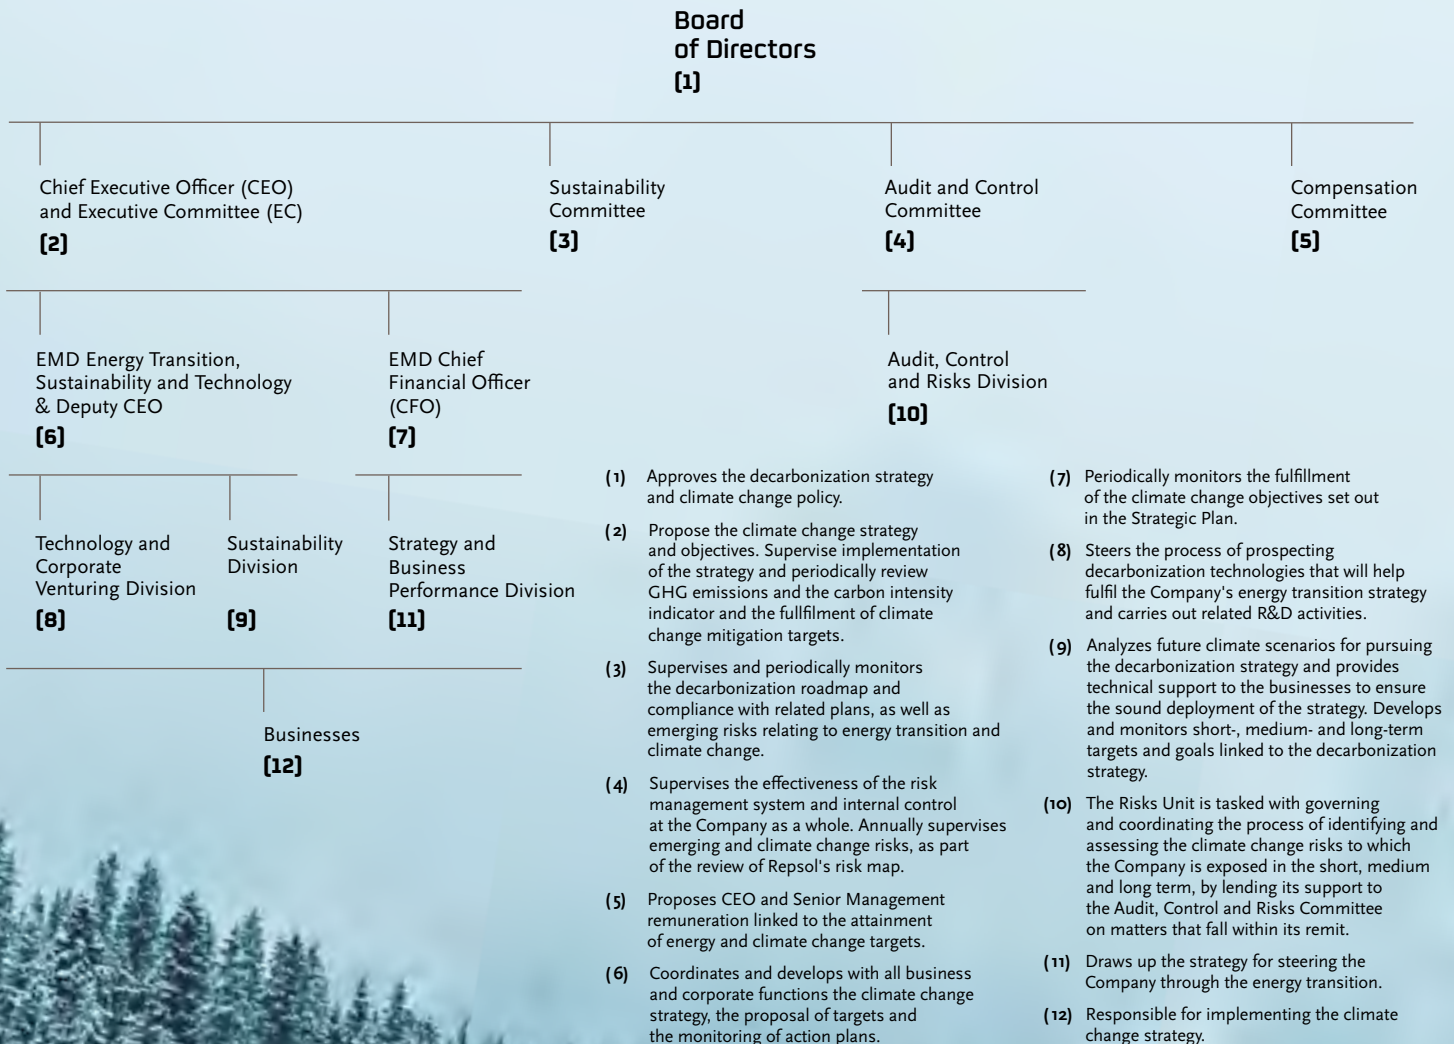 Board
of Directors
(1)
Chief Executive Officer (CEO)
and Executive Committee (EC)
(2)
Sustainability
Committee
(3)
Audit and Control
Committee
(4)
Compensation
Committee
(5)
EMD Energy Transition,
Sustainability and Technology
& Deputy CEO
(6)
EMD Chief
Financial Officer
(CFO)
(7)
Audit, Control
and Risks Division
(10)
Technology and
Corporate
Venturing Division
(8)
Sustainability
Division
(9)
Strategy and
Business
Performance Division
(11)
Businesses
(12)
(1) Approves the decarbonization strategy
and climate change policy.
(2) Propose the climate change strategy
and objectives. Supervise implementation
of the strategy and periodically review
GHG emissions and the carbon intensity
indicator and the fullfilment of climate
change mitigation targets.
(3) Supervises and periodically monitors
the decarbonization roadmap and
compliance with related plans, as well as
emerging risks relating to energy transition and
climate change.
(4) Supervises the effectiveness of the risk
management system and internal control
at the Company as a whole. Annually supervises
emerging and climate change risks, as part
of the review of Repsol's risk map.
(5) Proposes CEO and Senior Management
remuneration linked to the attainment
of energy and climate change targets.
(6) Coordinates and develops with all business
and corporate functions the climate change
strategy, the proposal of targets and
the monitoring of action plans.
(7) Periodically monitors the fulfillment
of the climate change objectives set out
in the Strategic Plan.
(8) Steers the process of prospecting
decarbonization technologies that will help
fulfil the Company's energy transition strategy
and carries out related R&D activities.
(9) Analyzes future climate scenarios for pursuing
the decarbonization strategy and provides
technical support to the businesses to ensure
the sound deployment of the strategy. Develops
and monitors short-, medium- and long-term
targets and goals linked to the decarbonization
strategy.
(10) The Risks Unit is tasked with governing
and coordinating the process of identifying and
assessing the climate change risks to which
the Company is exposed in the short, medium
and long term, by lending its support to
the Audit, Control and Risks Committee
on matters that fall within its remit.
(11) Draws up the strategy for steering the
Company through the energy transition.
(12) Responsible for implementing the climate
change strategy.